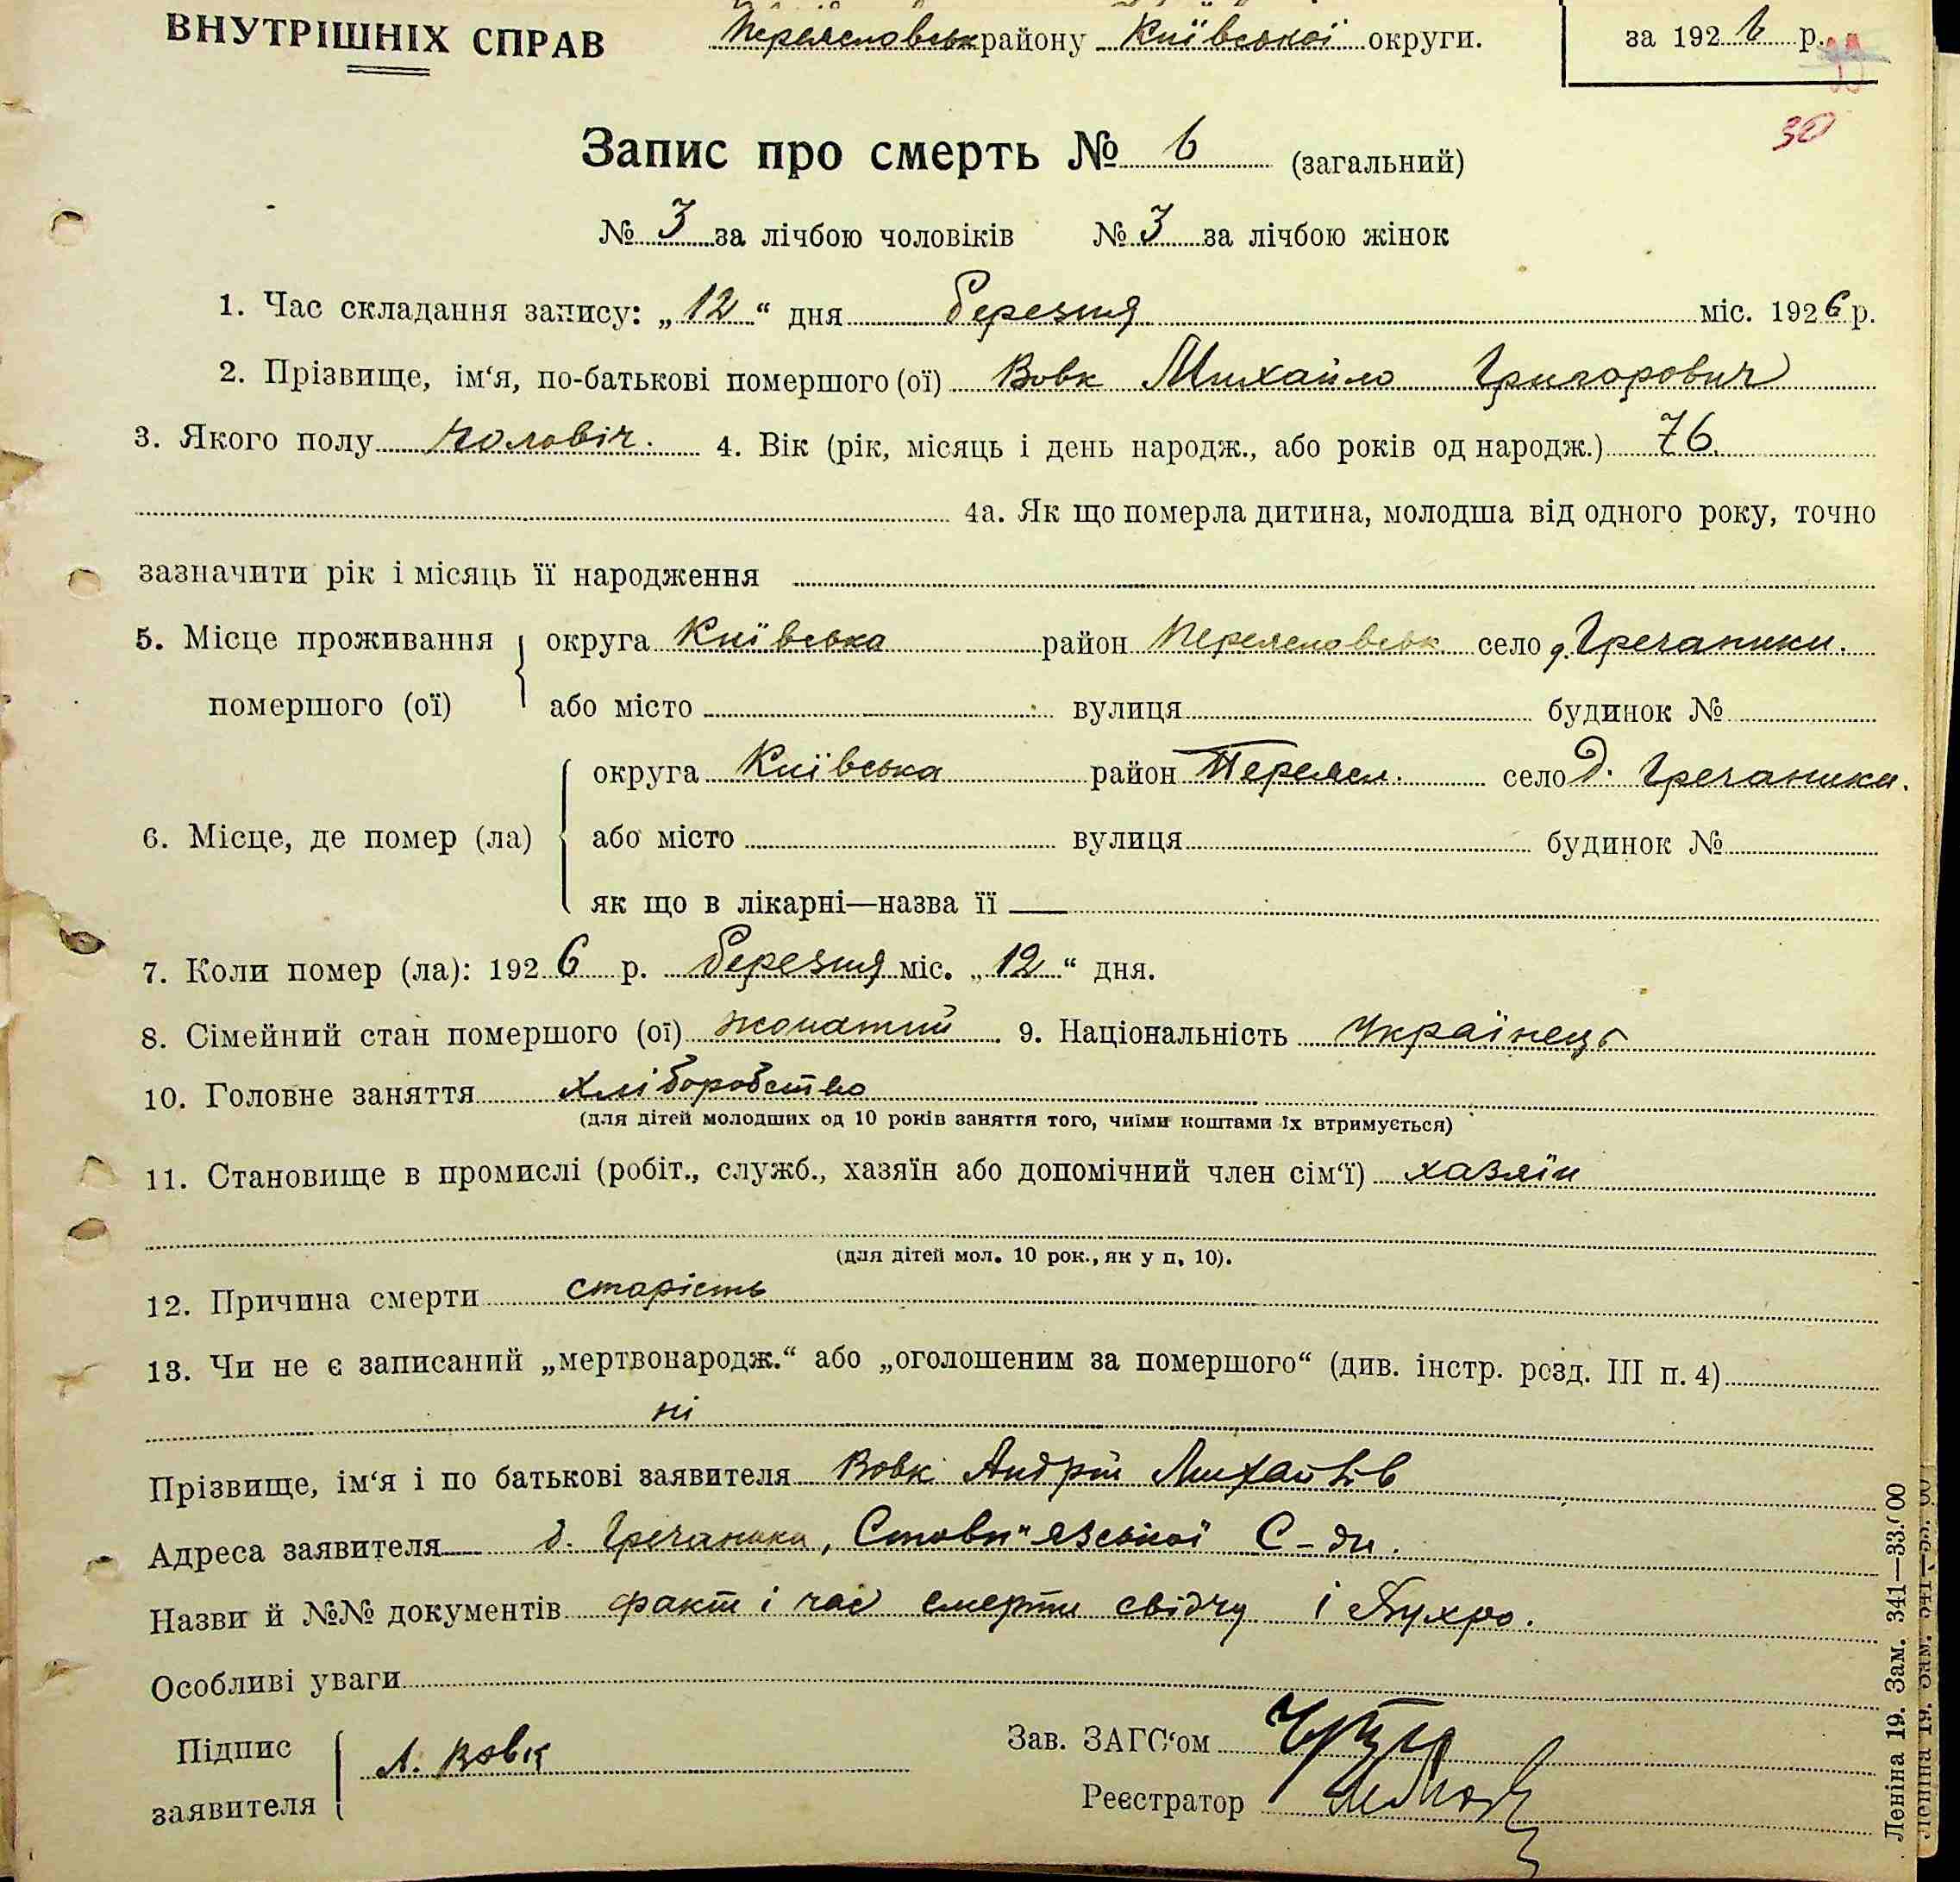 ВНУТРІШНІХ СПРАВ Переяславськ району Київської округи. за 1926 р.
30
Запис про смерть № 6 (загальний)
№ 3 за лічбою чоловіків № 3 за лічбою жінок
1. Час складання запису: „12“ дня березня міс. 1926 р.
2. Прізвище, ім‘я, по-батькові помершого (ої) Вовк Михайло Григорович
3. Якого полу чоловіч. 4. Вік (рік, місяць і день народж., або років од народж.) 76.
4а. Як що померла дитина, молодша від одного року, точно
зазначити рік і місяць її народження
5. Місце проживання округа Київська район Переяславськ село д. Гречаники.
помершого (ої) або місто вулиця будинок №
округа Київська район Переясл. село д. Гречаники.
6. Місце, де помер (ла) або місто вулиця будинок №
як що в лікарні—назва її —
7. Коли помер (ла): 1926 р. березня міс. „12“ дня.
8. Сімейний стан помершого (ої) жонатий 9. Національність Українець
10. Головне заняття хліборобство
(для дітей молодших од 10 років заняття того, чиїми коштами їх втримується)
11. Становище в промислі (робіт., служб., хазяїн або допомічний член сім‘ї) хазяїн
(для дітей мол. 10 рок., як у п. 10).
12. Причина смерти старість
13. Чи не є записаний „мертвонародж.“ або „оголошеним за помершого“ (див. інстр. розд. III п. 4)
ні
Прізвище, ім‘я і по батькові заявителя Вовк Андрій Михайлів
Адреса заявителя д. Гречаники, Стовп"язської С-ди.
Назви й №№ документів факт і час смерти свідчу і
Особливі уваги
Підпис заявителя А. Вовк
Зав. ЗАГС‘ом
Реєстратор
Леніна 19. Зам. 341—33.000